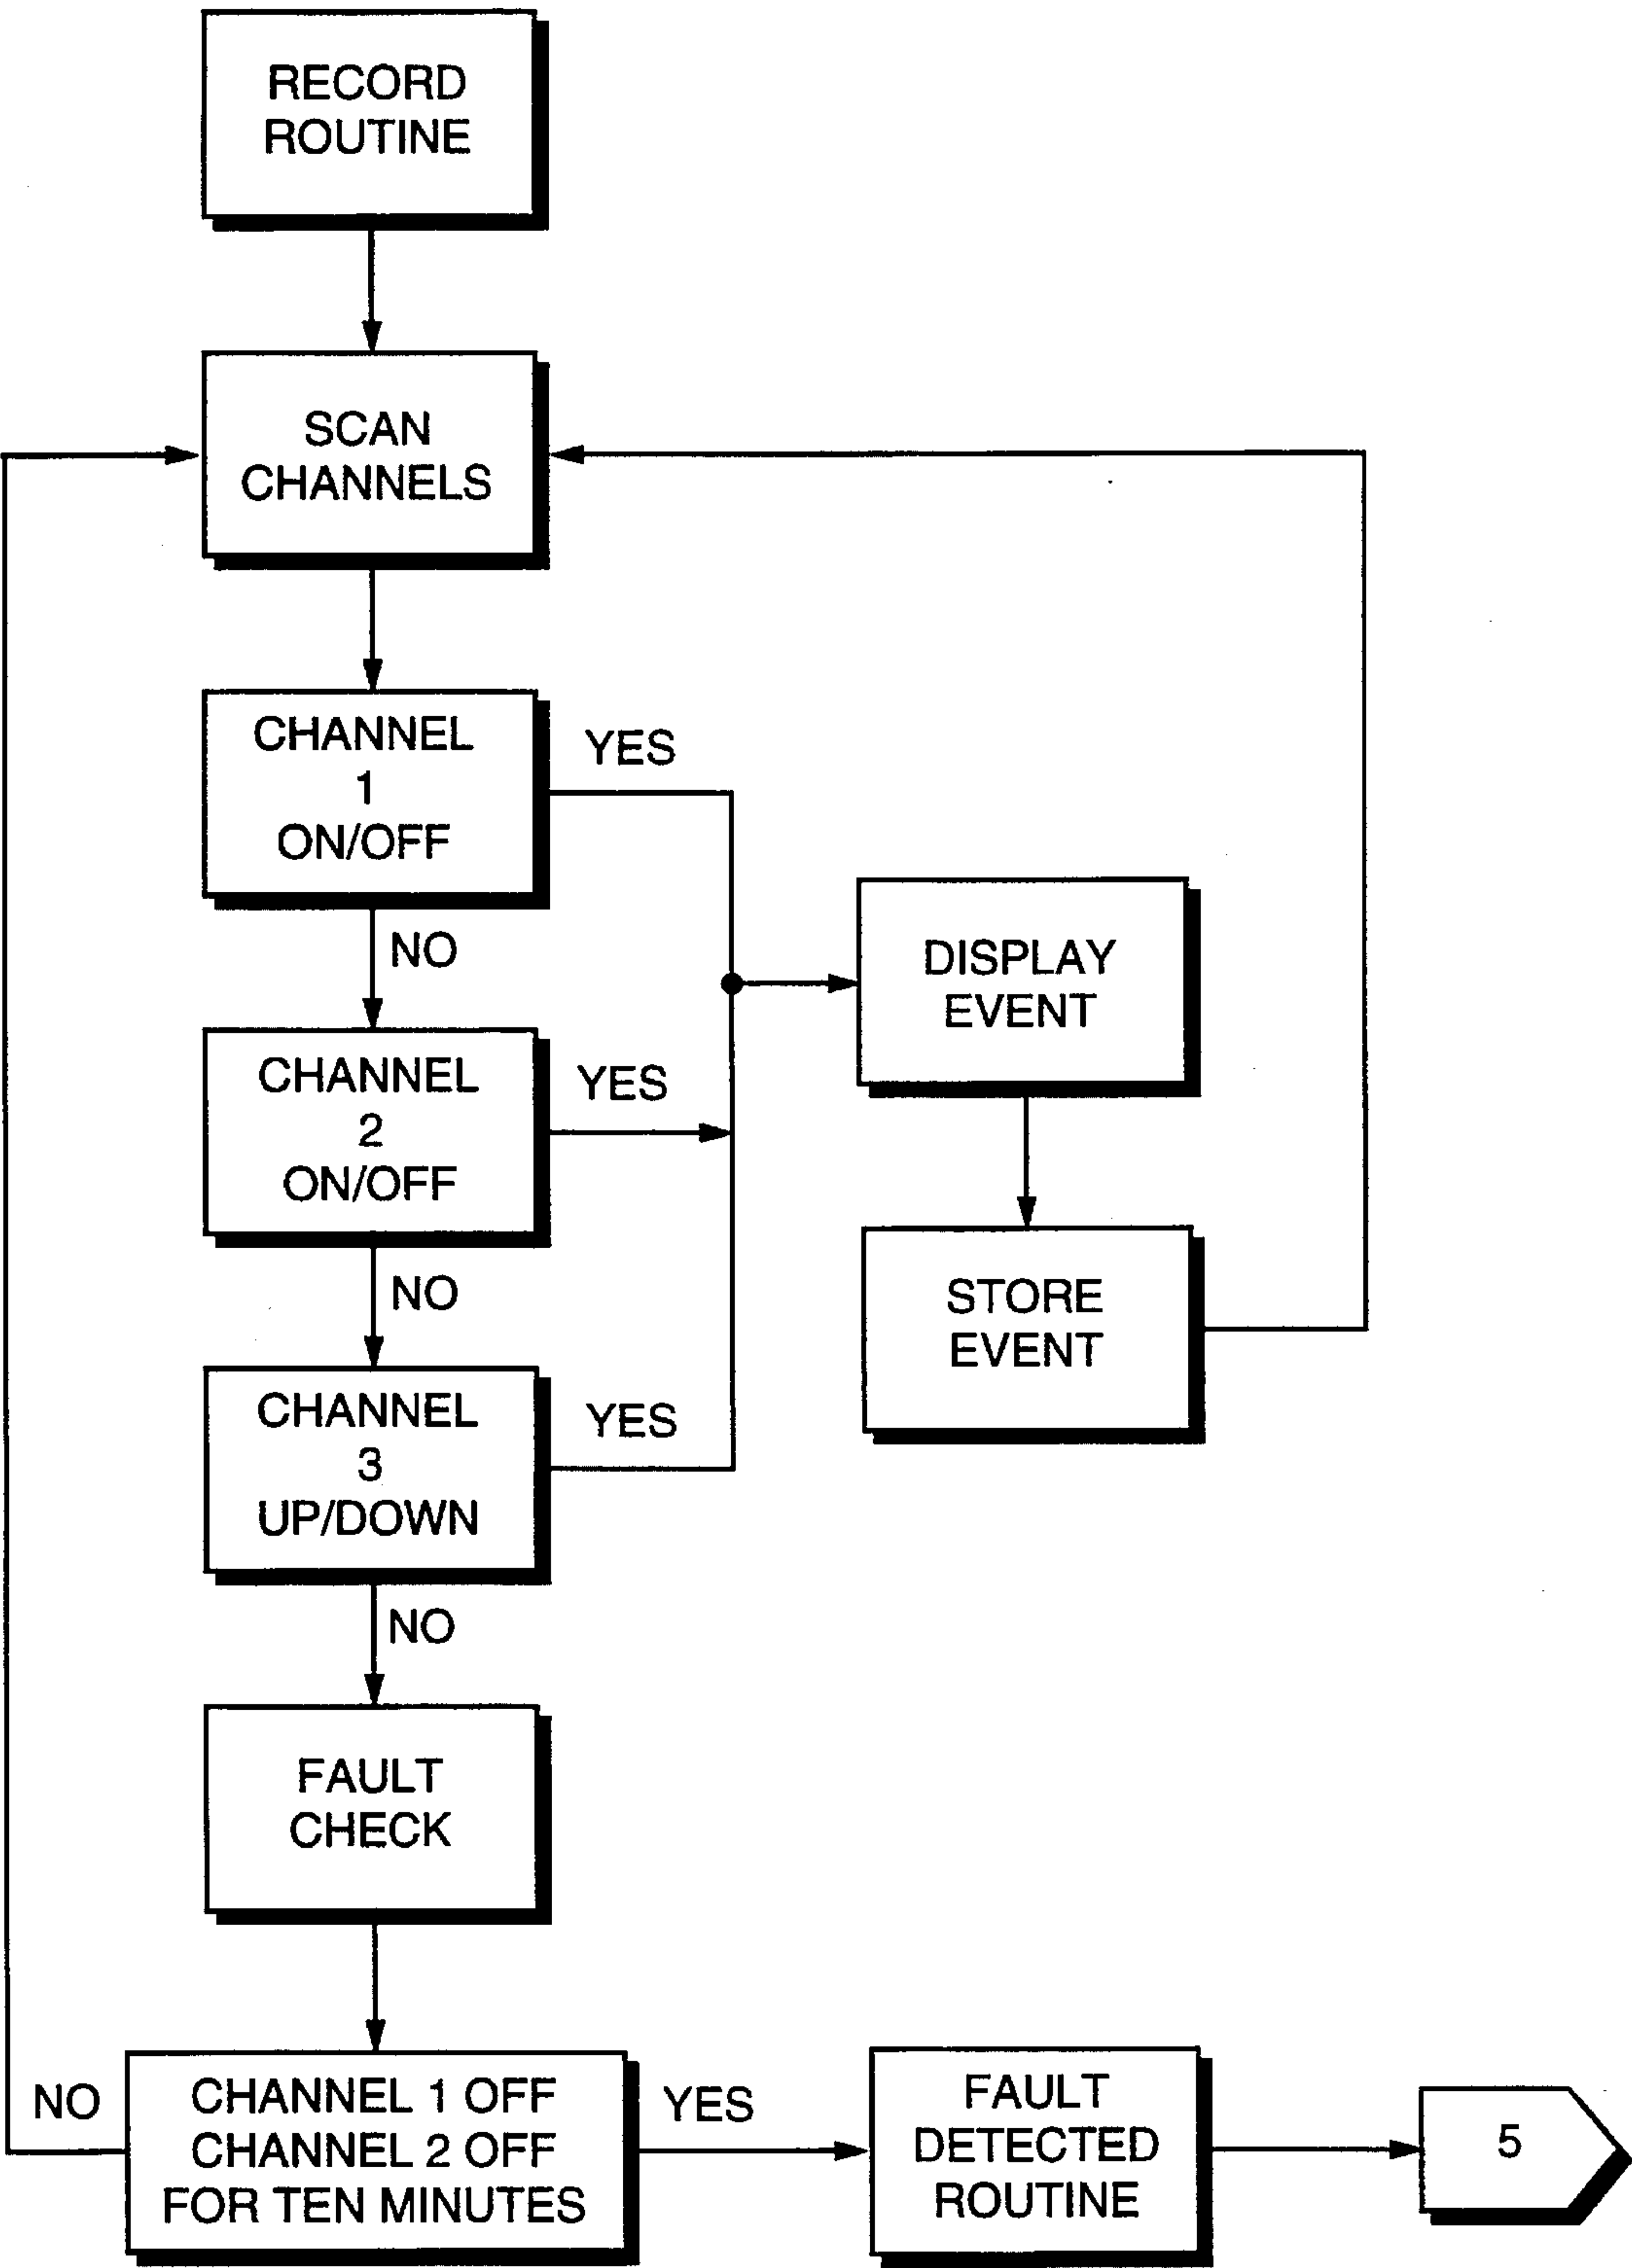 RECORD
ROUTINE
SCAN
CHANNELS
CHANNEL
1
ON/OFF
YES
NO
DISPLAY
EVENT
CHANNEL
2
ON/OFF
YES
NO
STORE
EVENT
CHANNEL
3
UP/DOWN
YES
NO
FAULT
CHECK
NO
CHANNEL 1 OFF
CHANNEL 2 OFF
FOR TEN MINUTES
YES
FAULT
DETECTED
ROUTINE
5